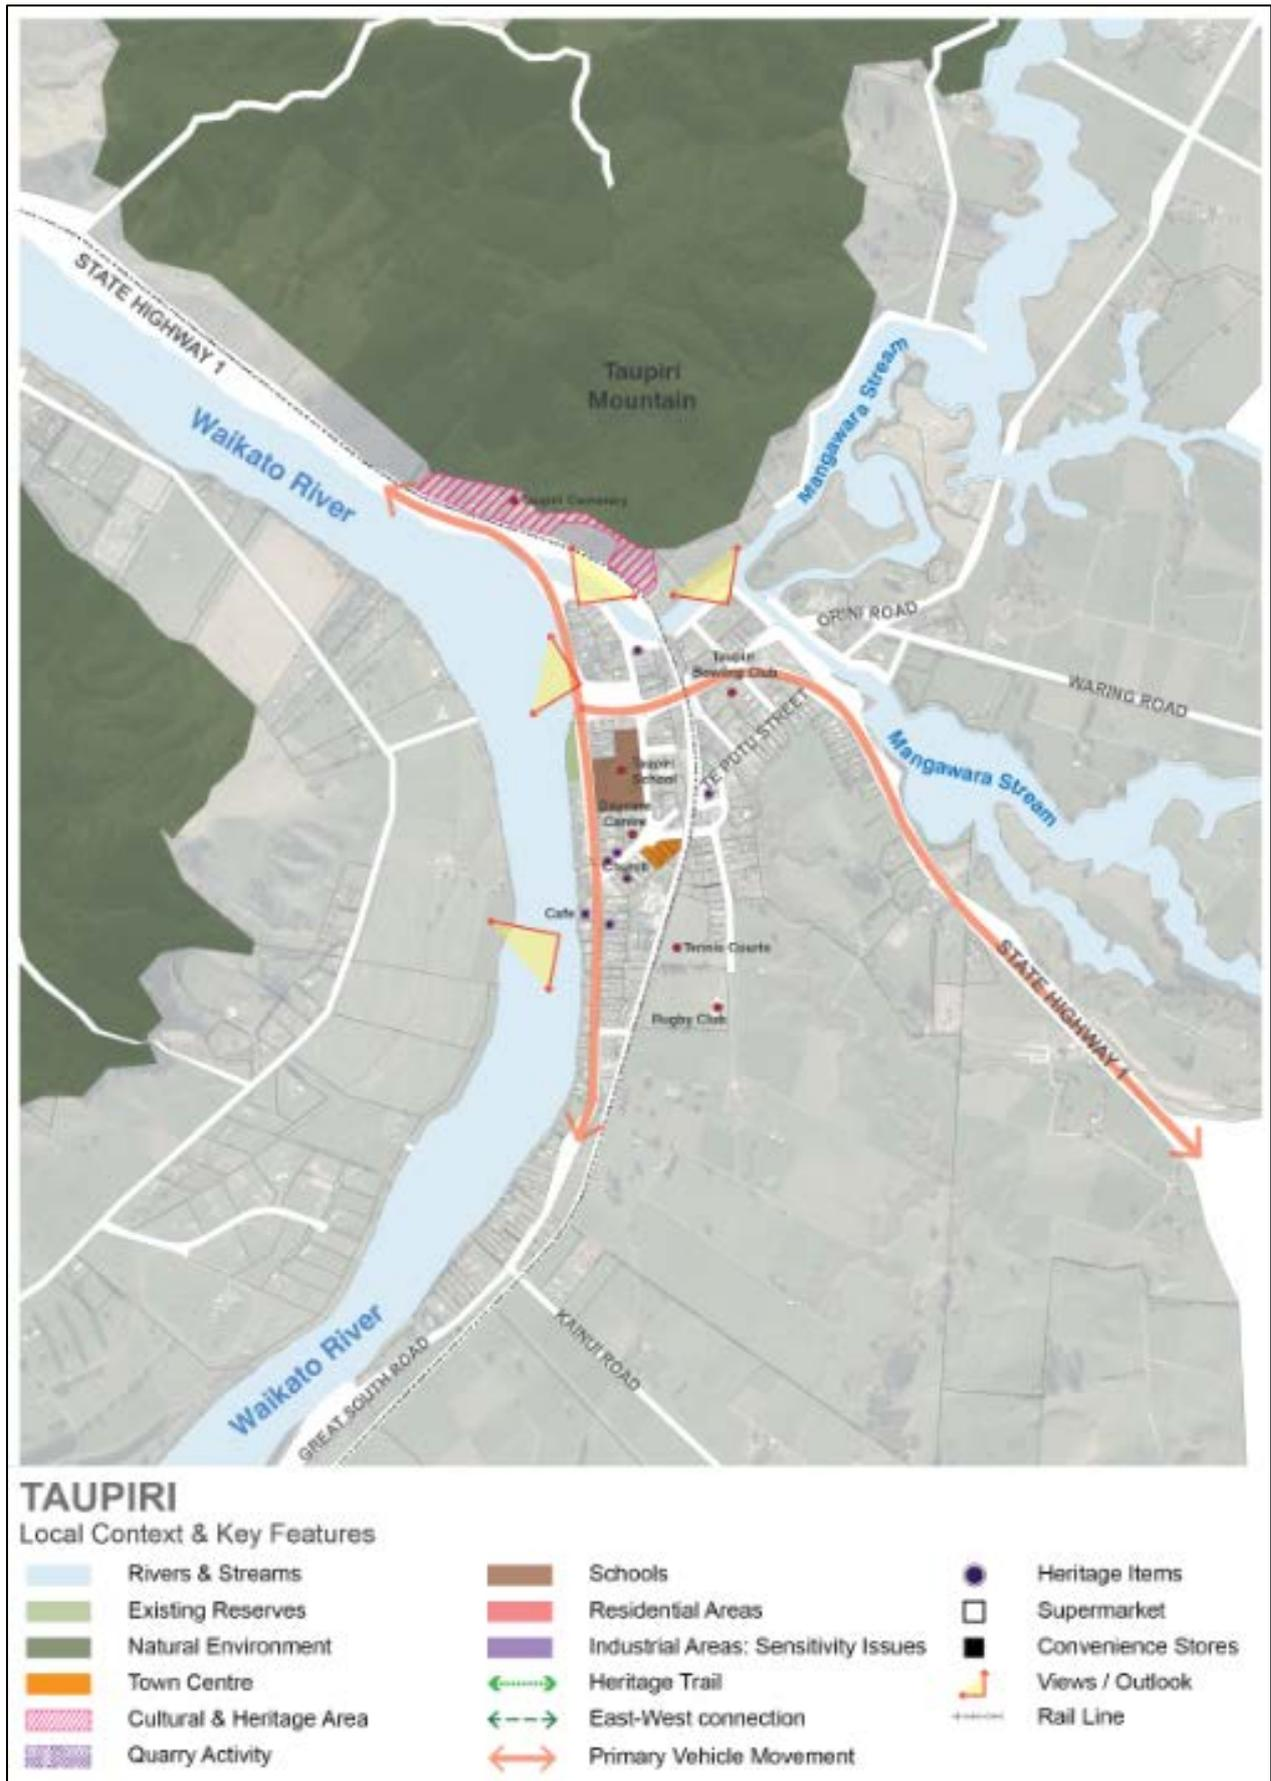 STATE HIGHWAY 1
Waikato River
Taupiri
Mountain
Mangawara Stream
Taupiri Cemetery
ORINI ROAD
WARING ROAD
Taupiri
Bowling Club
TE PUTU STREET
Mangawara Stream
Taupiri
School
Daycare
Centre
Church
Cafe
Tennis Courts
Rugby Club
STATE HIGHWAY 1
KAINUI ROAD
Waikato River
GREAT SOUTH ROAD
TAUPIRI
Local Context & Key Features
Rivers & Streams
Existing Reserves
Natural Environment
Town Centre
Cultural & Heritage Area
Quarry Activity
Schools
Residential Areas
Industrial Areas: Sensitivity Issues
Heritage Trail
East-West connection
Primary Vehicle Movement
Heritage Items
Supermarket
Convenience Stores
Views / Outlook
Rail Line